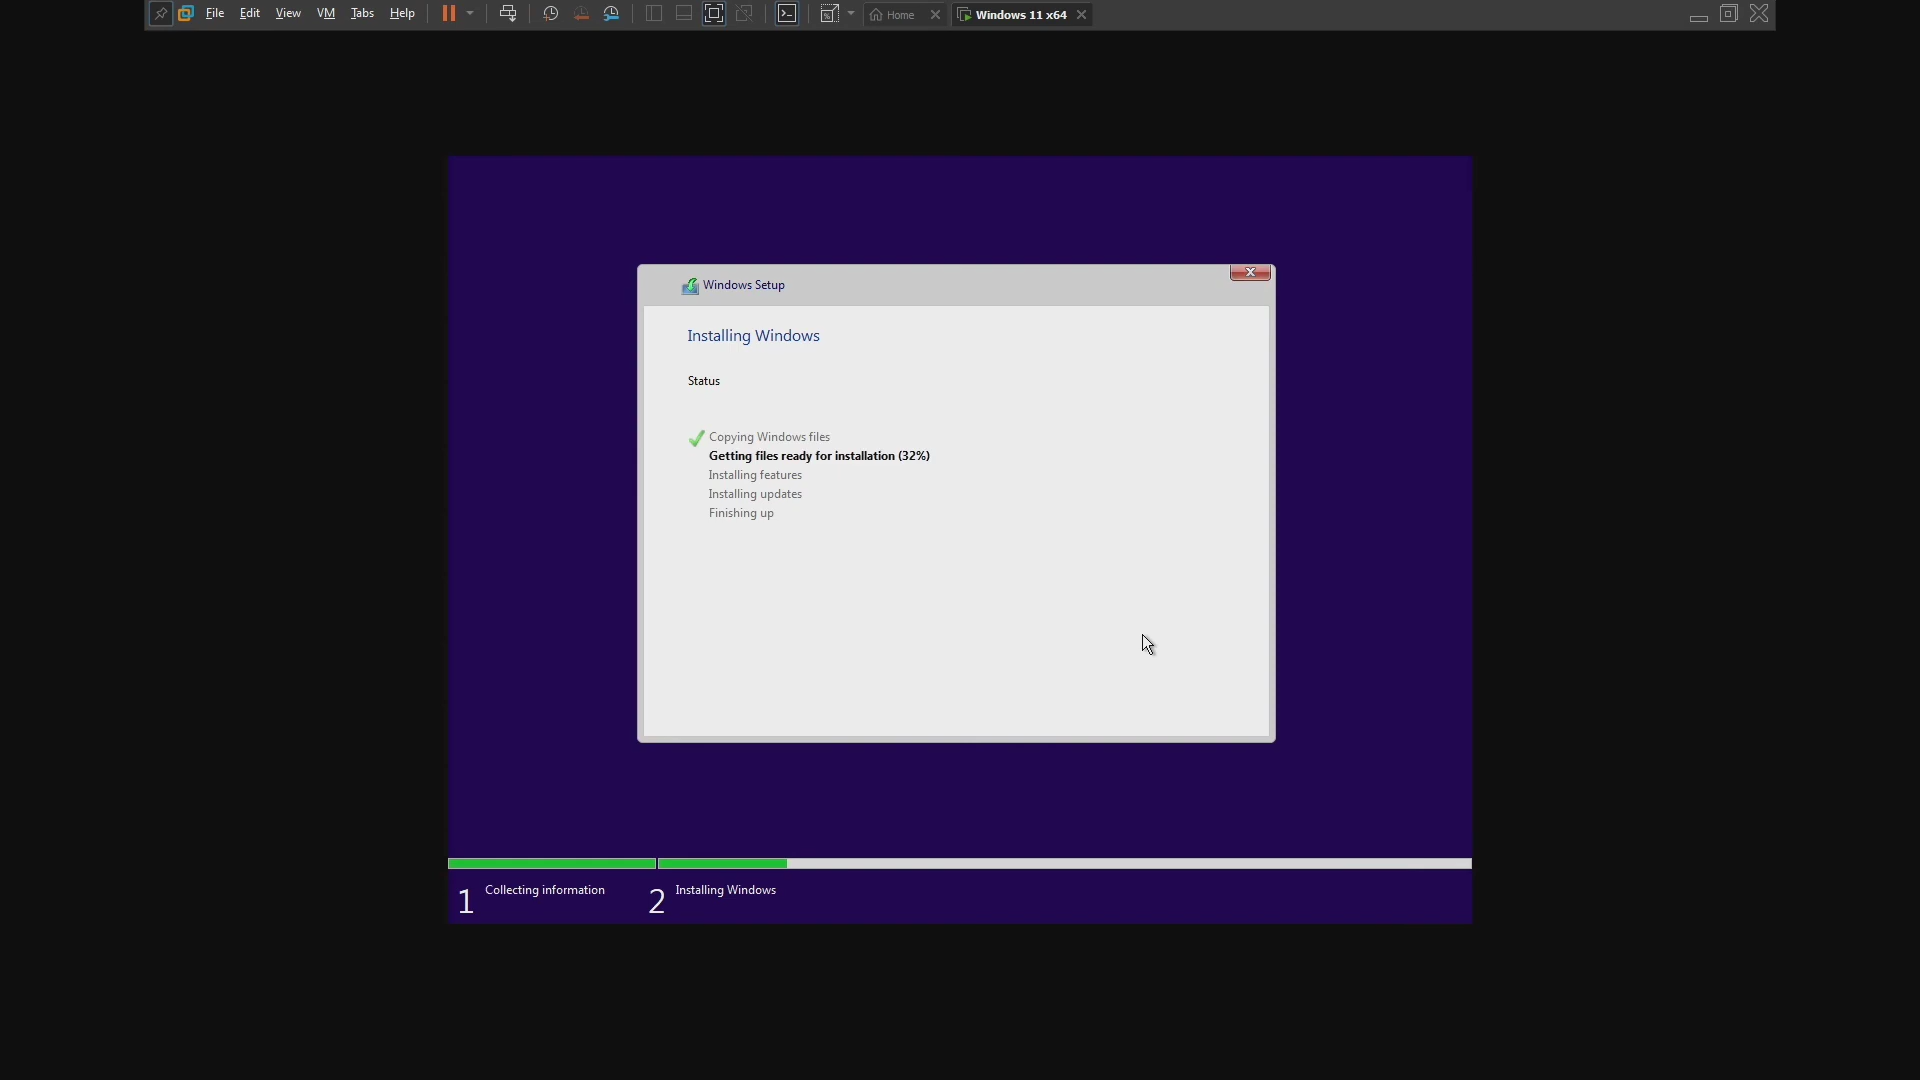 File Edit View VM Tabs Help Home Windows 11 x64
Windows Setup
Installing Windows
Status
Copying Windows files
Getting files ready for installation (32%)
Installing features
Installing updates
Finishing up
1 Collecting information 2 Installing Windows